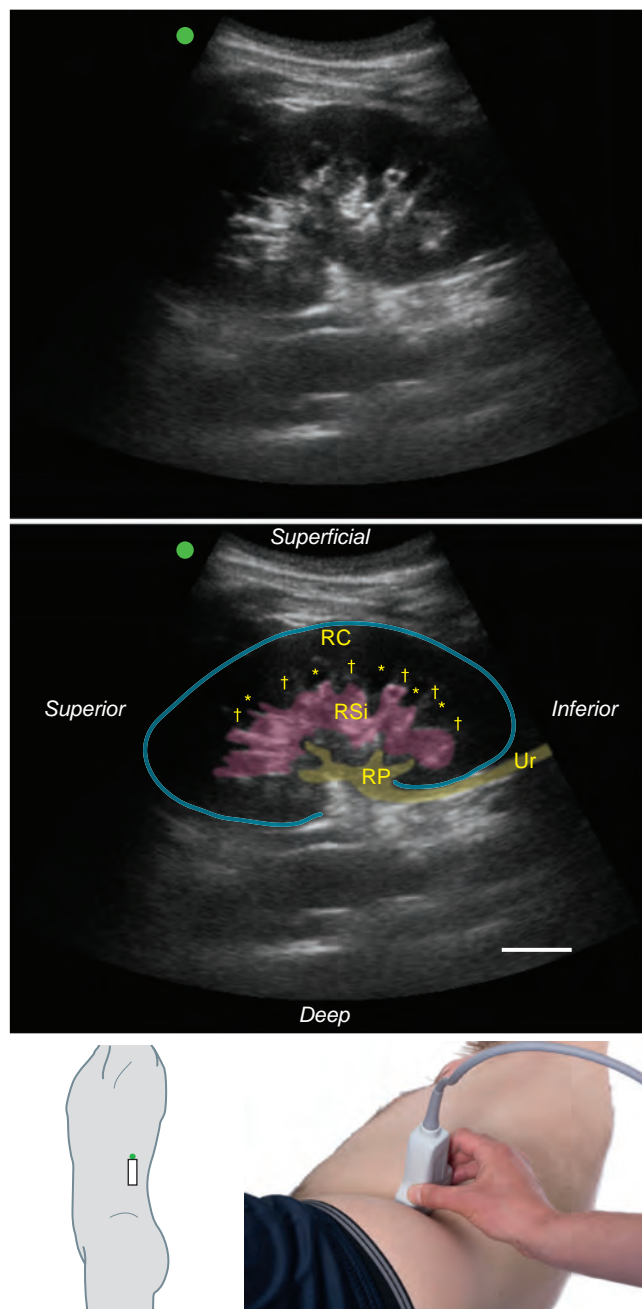 Superficial
RC
† * † * † * † * † * †
Superior
RSi
Inferior
RP
Ur
Deep